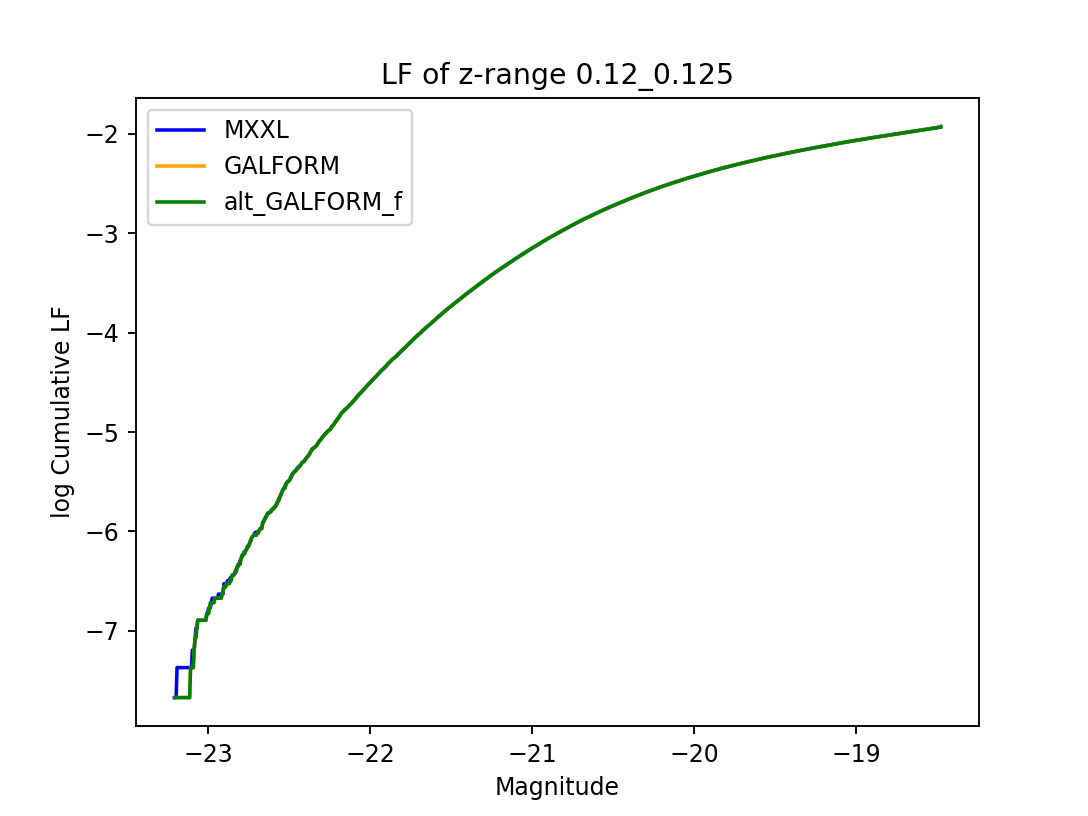 LF of z-range 0.12_0.125
MXXL
GALFORM
alt_GALFORM_f
log Cumulative LF
−2
−3
−4
−5
−6
−7
−23
−22
−21
−20
−19
Magnitude